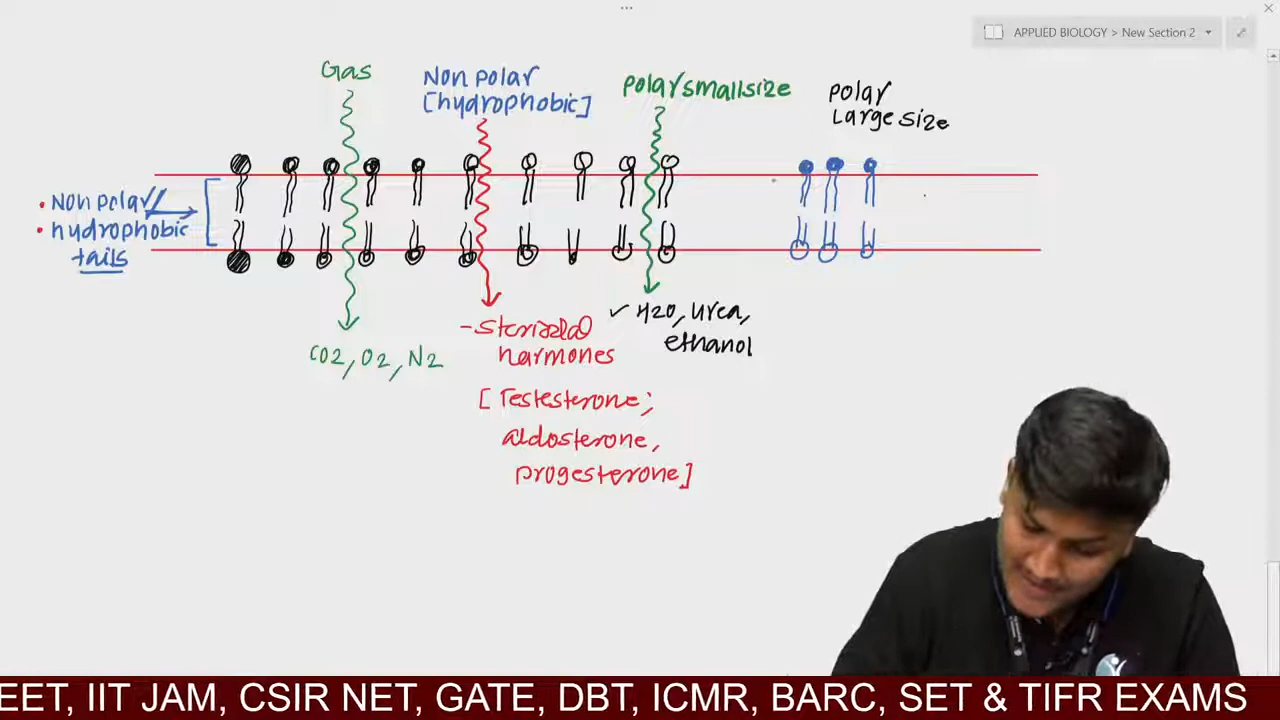 ...
APPLIED BIOLOGY > New Section 2
Gas
Non polar
[hydrophobic]
polar small size
polar
Large size
• Non polar/
• hydrophobic
tails
CO2, O2, N2
- Steriodal
harmones
[Testesterone;
aldosterone,
progesterone]
✓ H2O, Urea,
ethanol
EET, IIT JAM, CSIR NET, GATE, DBT, ICMR, BARC, SET & TIFR EXAMS